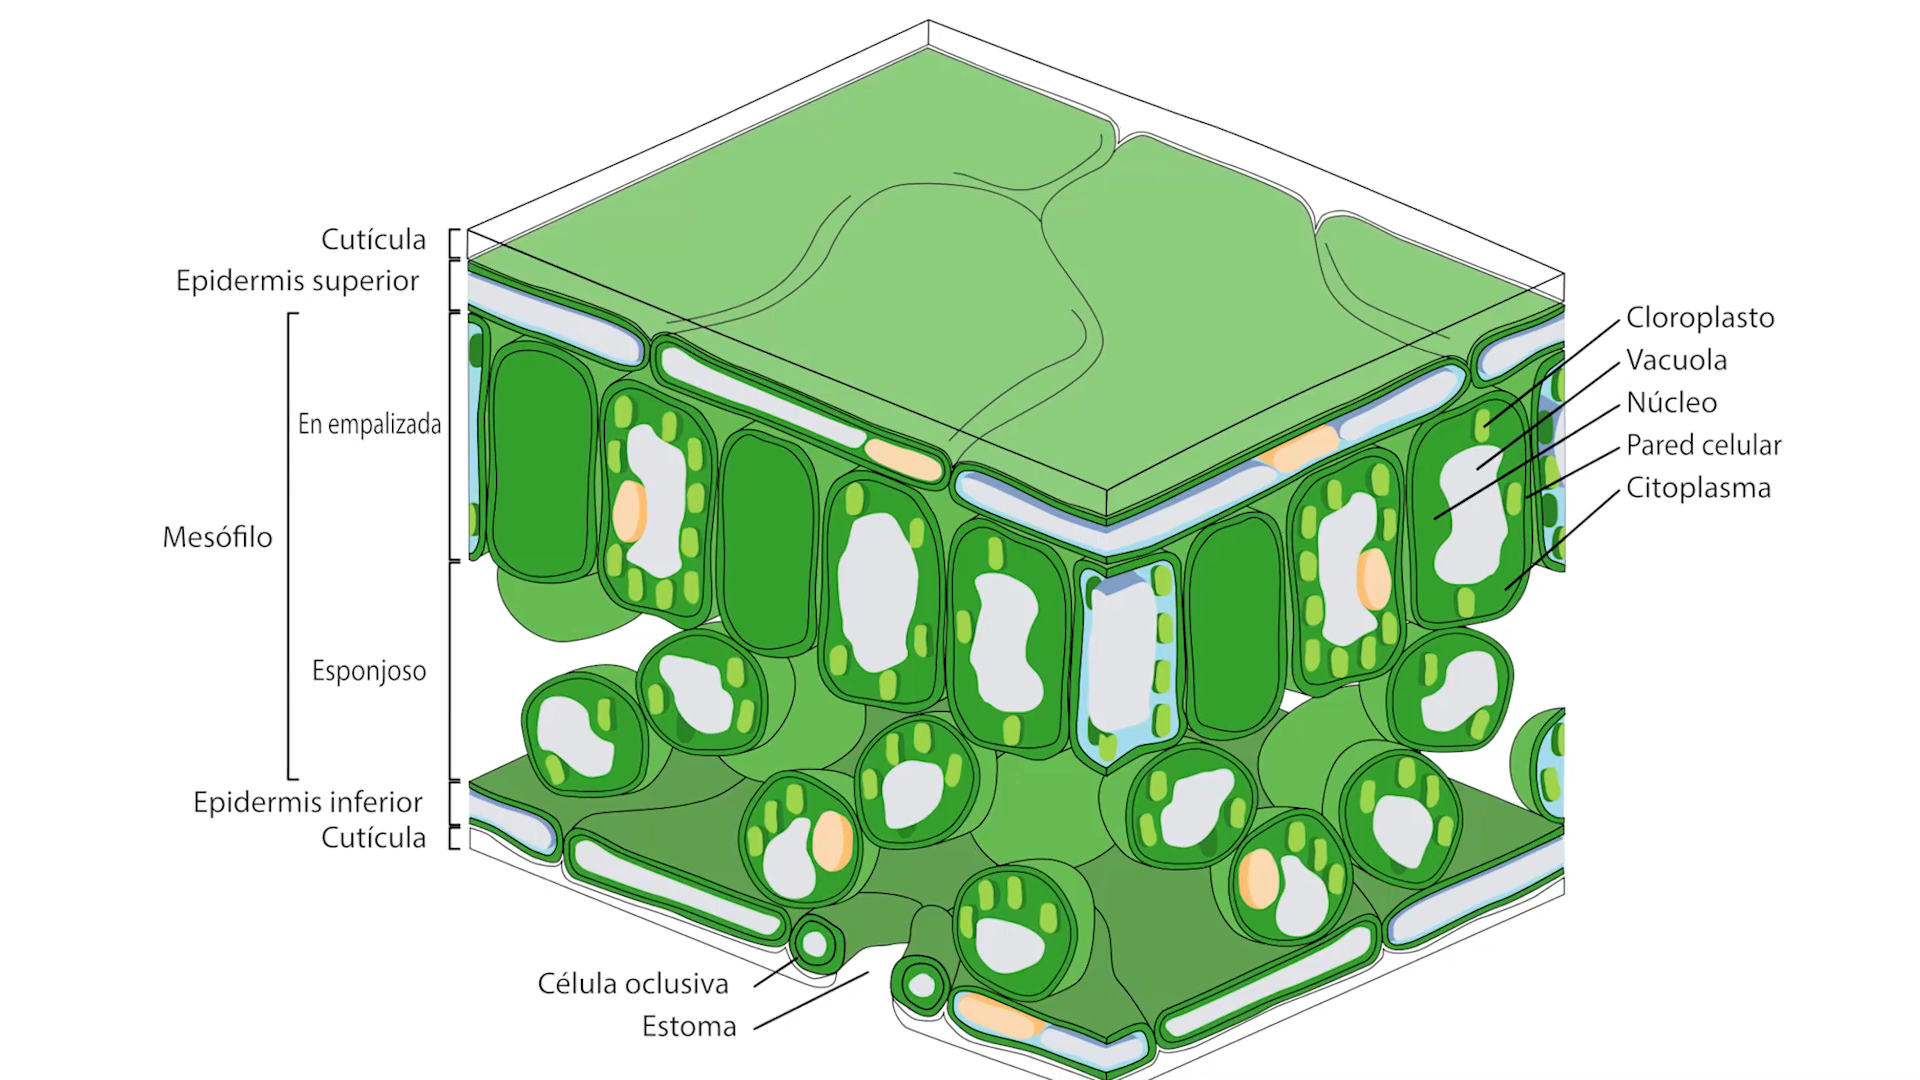 Cutícula
Epidermis superior
En empalizada
Mesófilo
Esponjoso
Epidermis inferior
Cutícula
Célula oclusiva
Estoma
Cloroplasto
Vacuola
Núcleo
Pared celular
Citoplasma